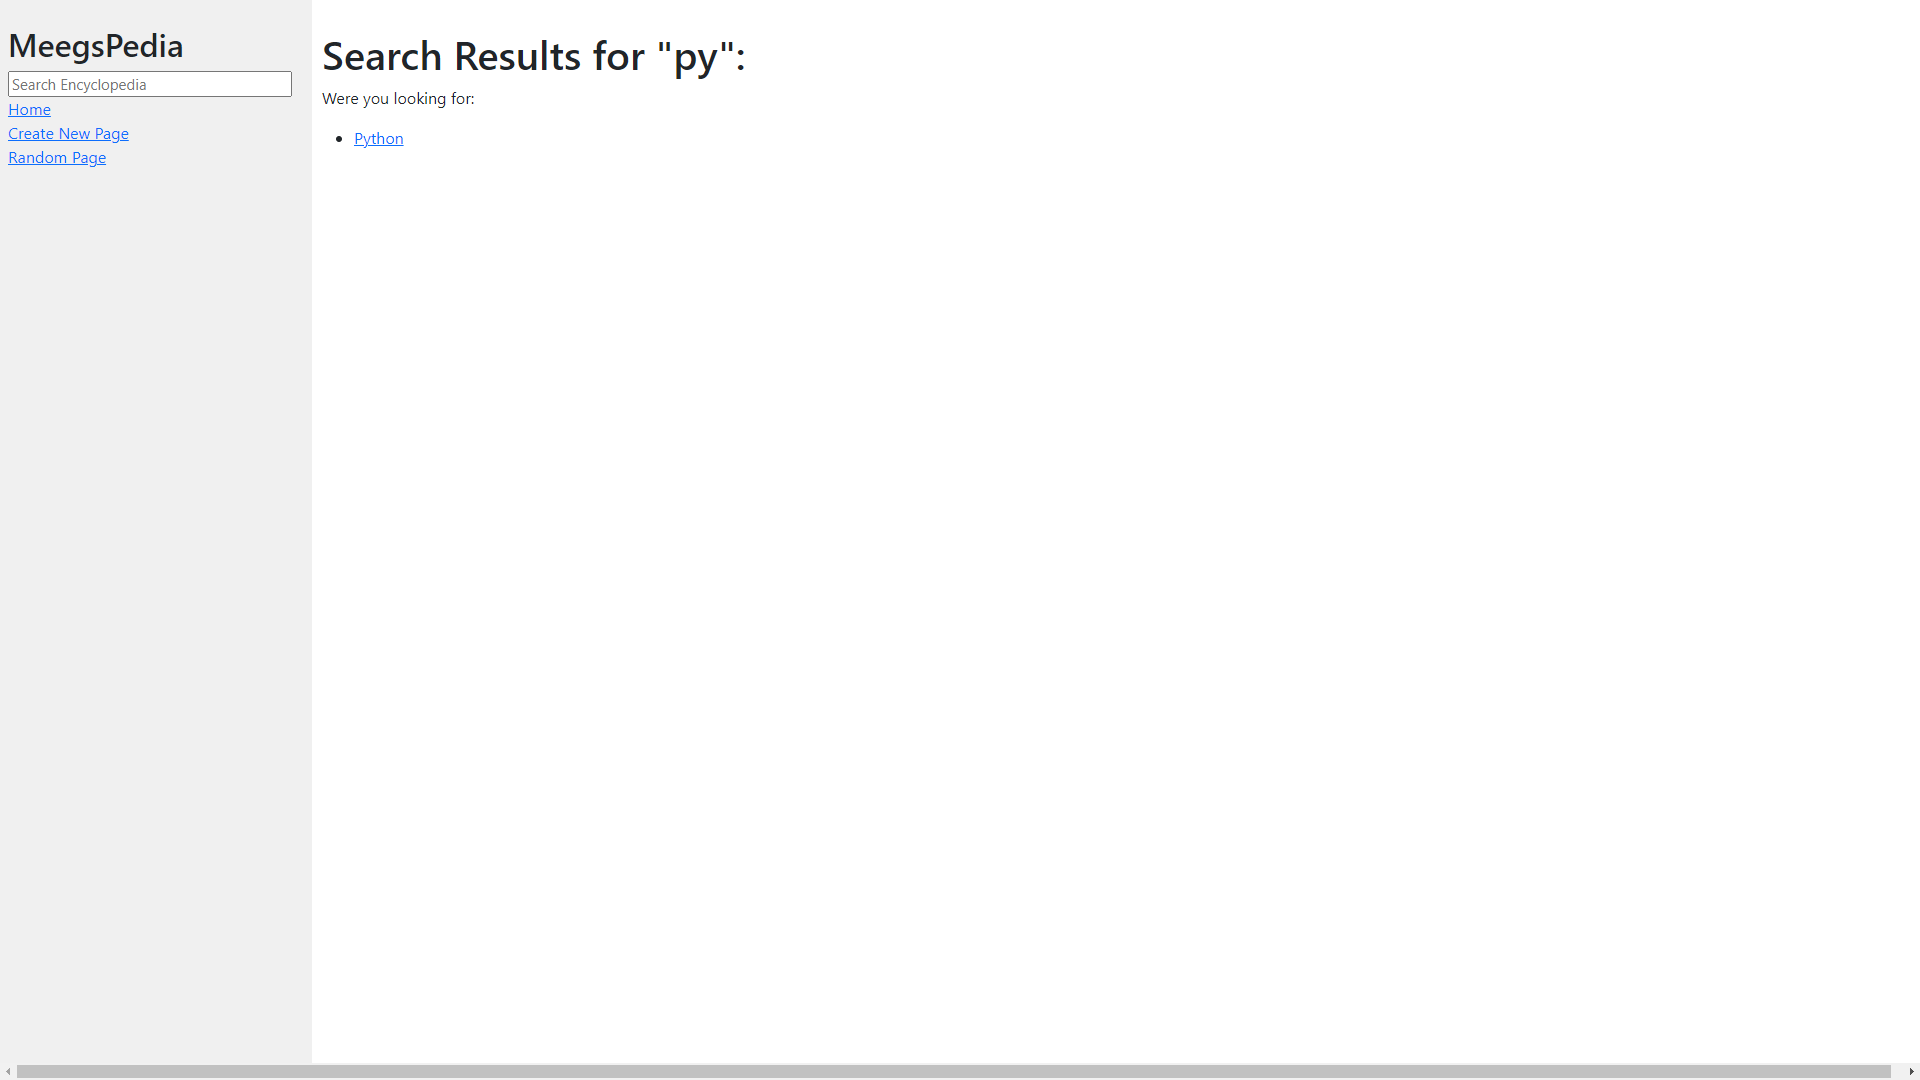 MeegsPedia
Search Encyclopedia
Home
Create New Page
Random Page
Search Results for "py":
Were you looking for:
Python